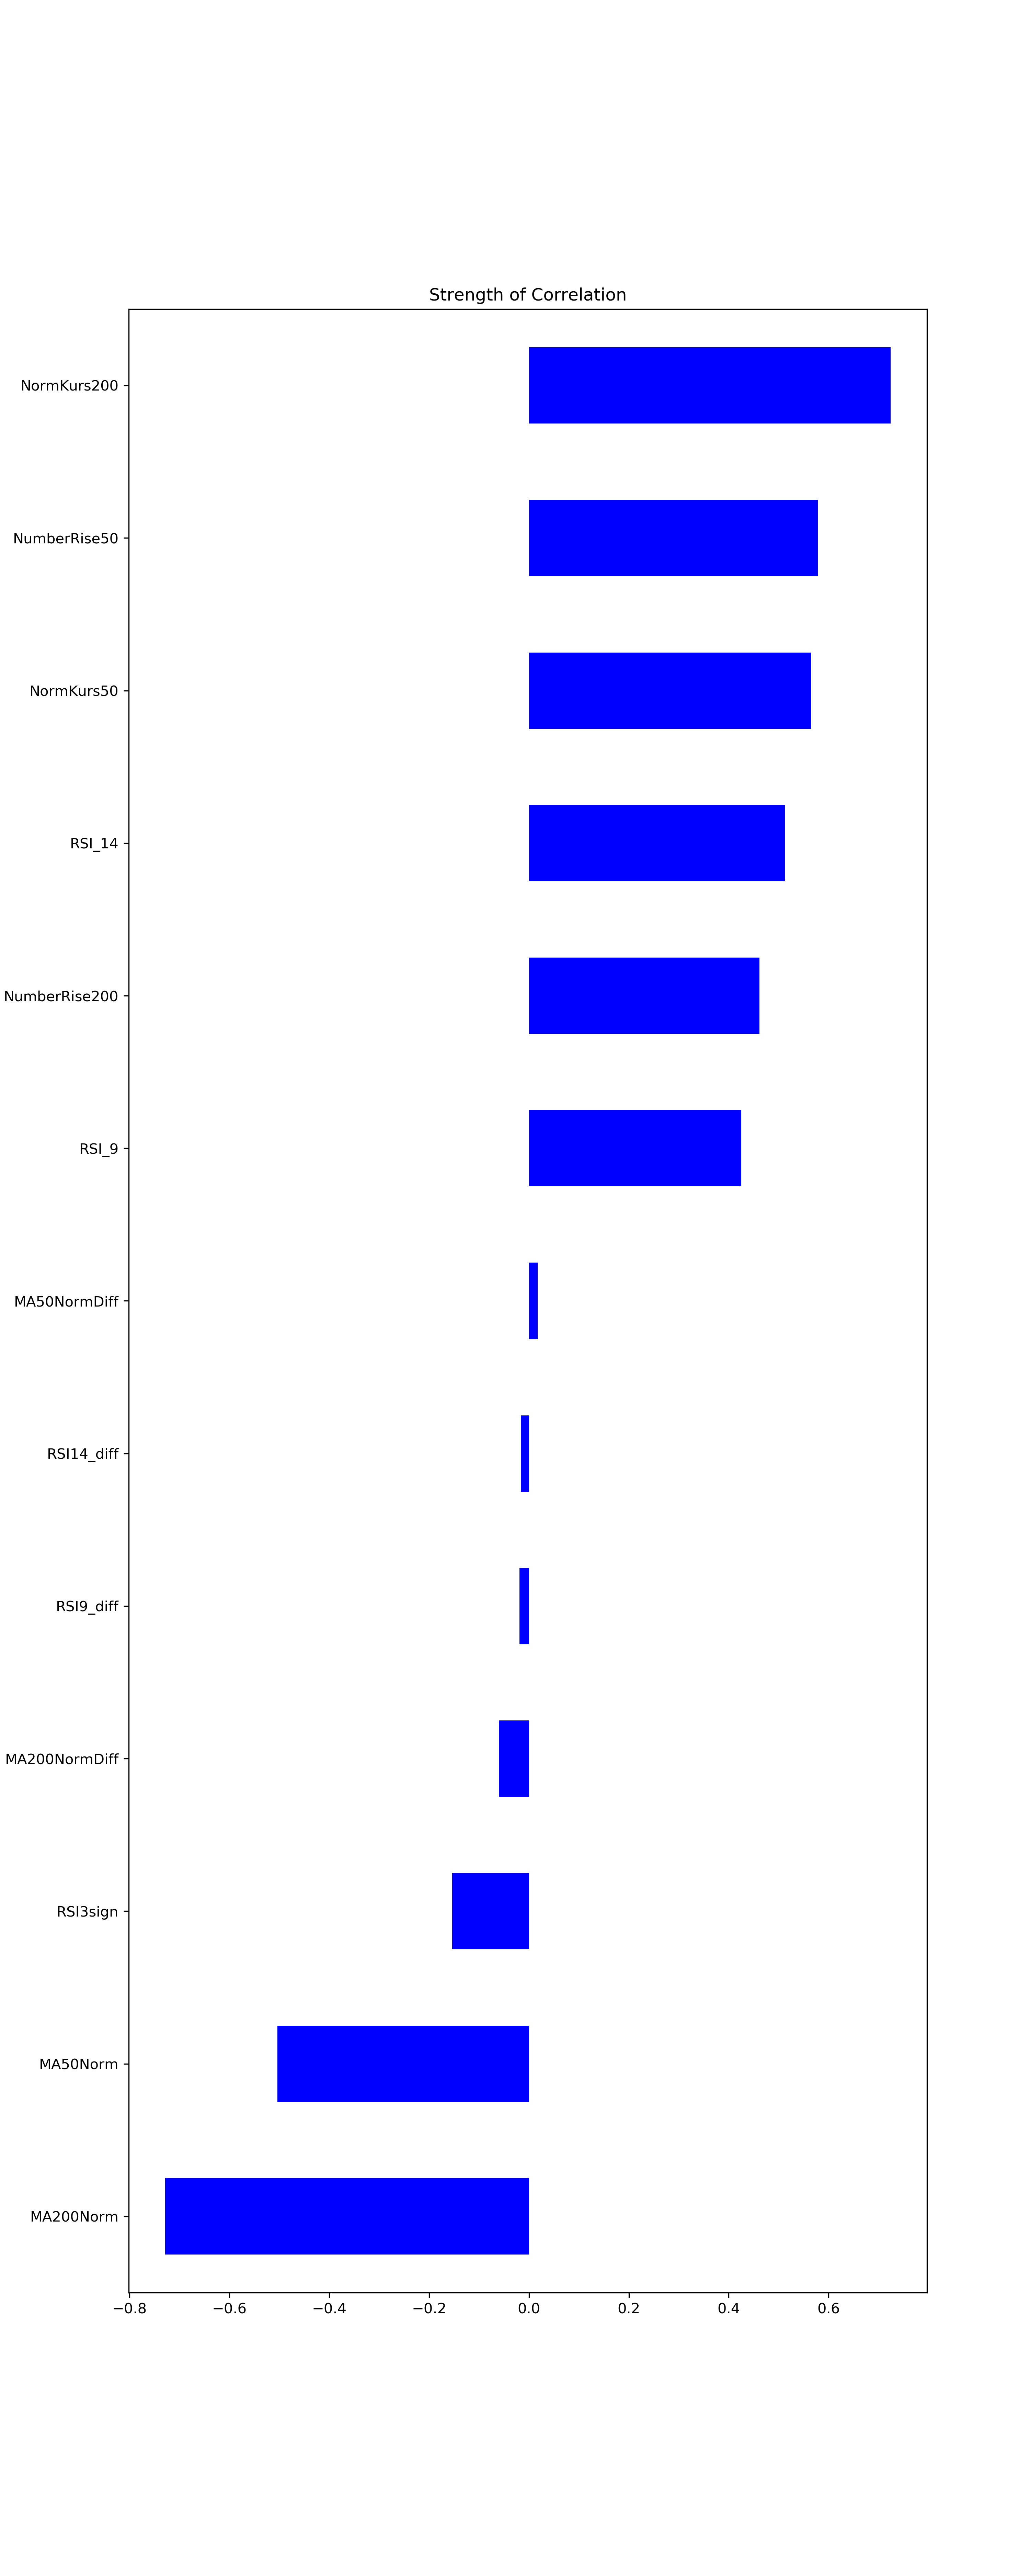 Strength of Correlation
NormKurs200
NumberRise50
NormKurs50
RSI_14
NumberRise200
RSI_9
MA50NormDiff
RSI14_diff
RSI9_diff
MA200NormDiff
RSI3sign
MA50Norm
MA200Norm
−0.8 −0.6 −0.4 −0.2 0.0 0.2 0.4 0.6